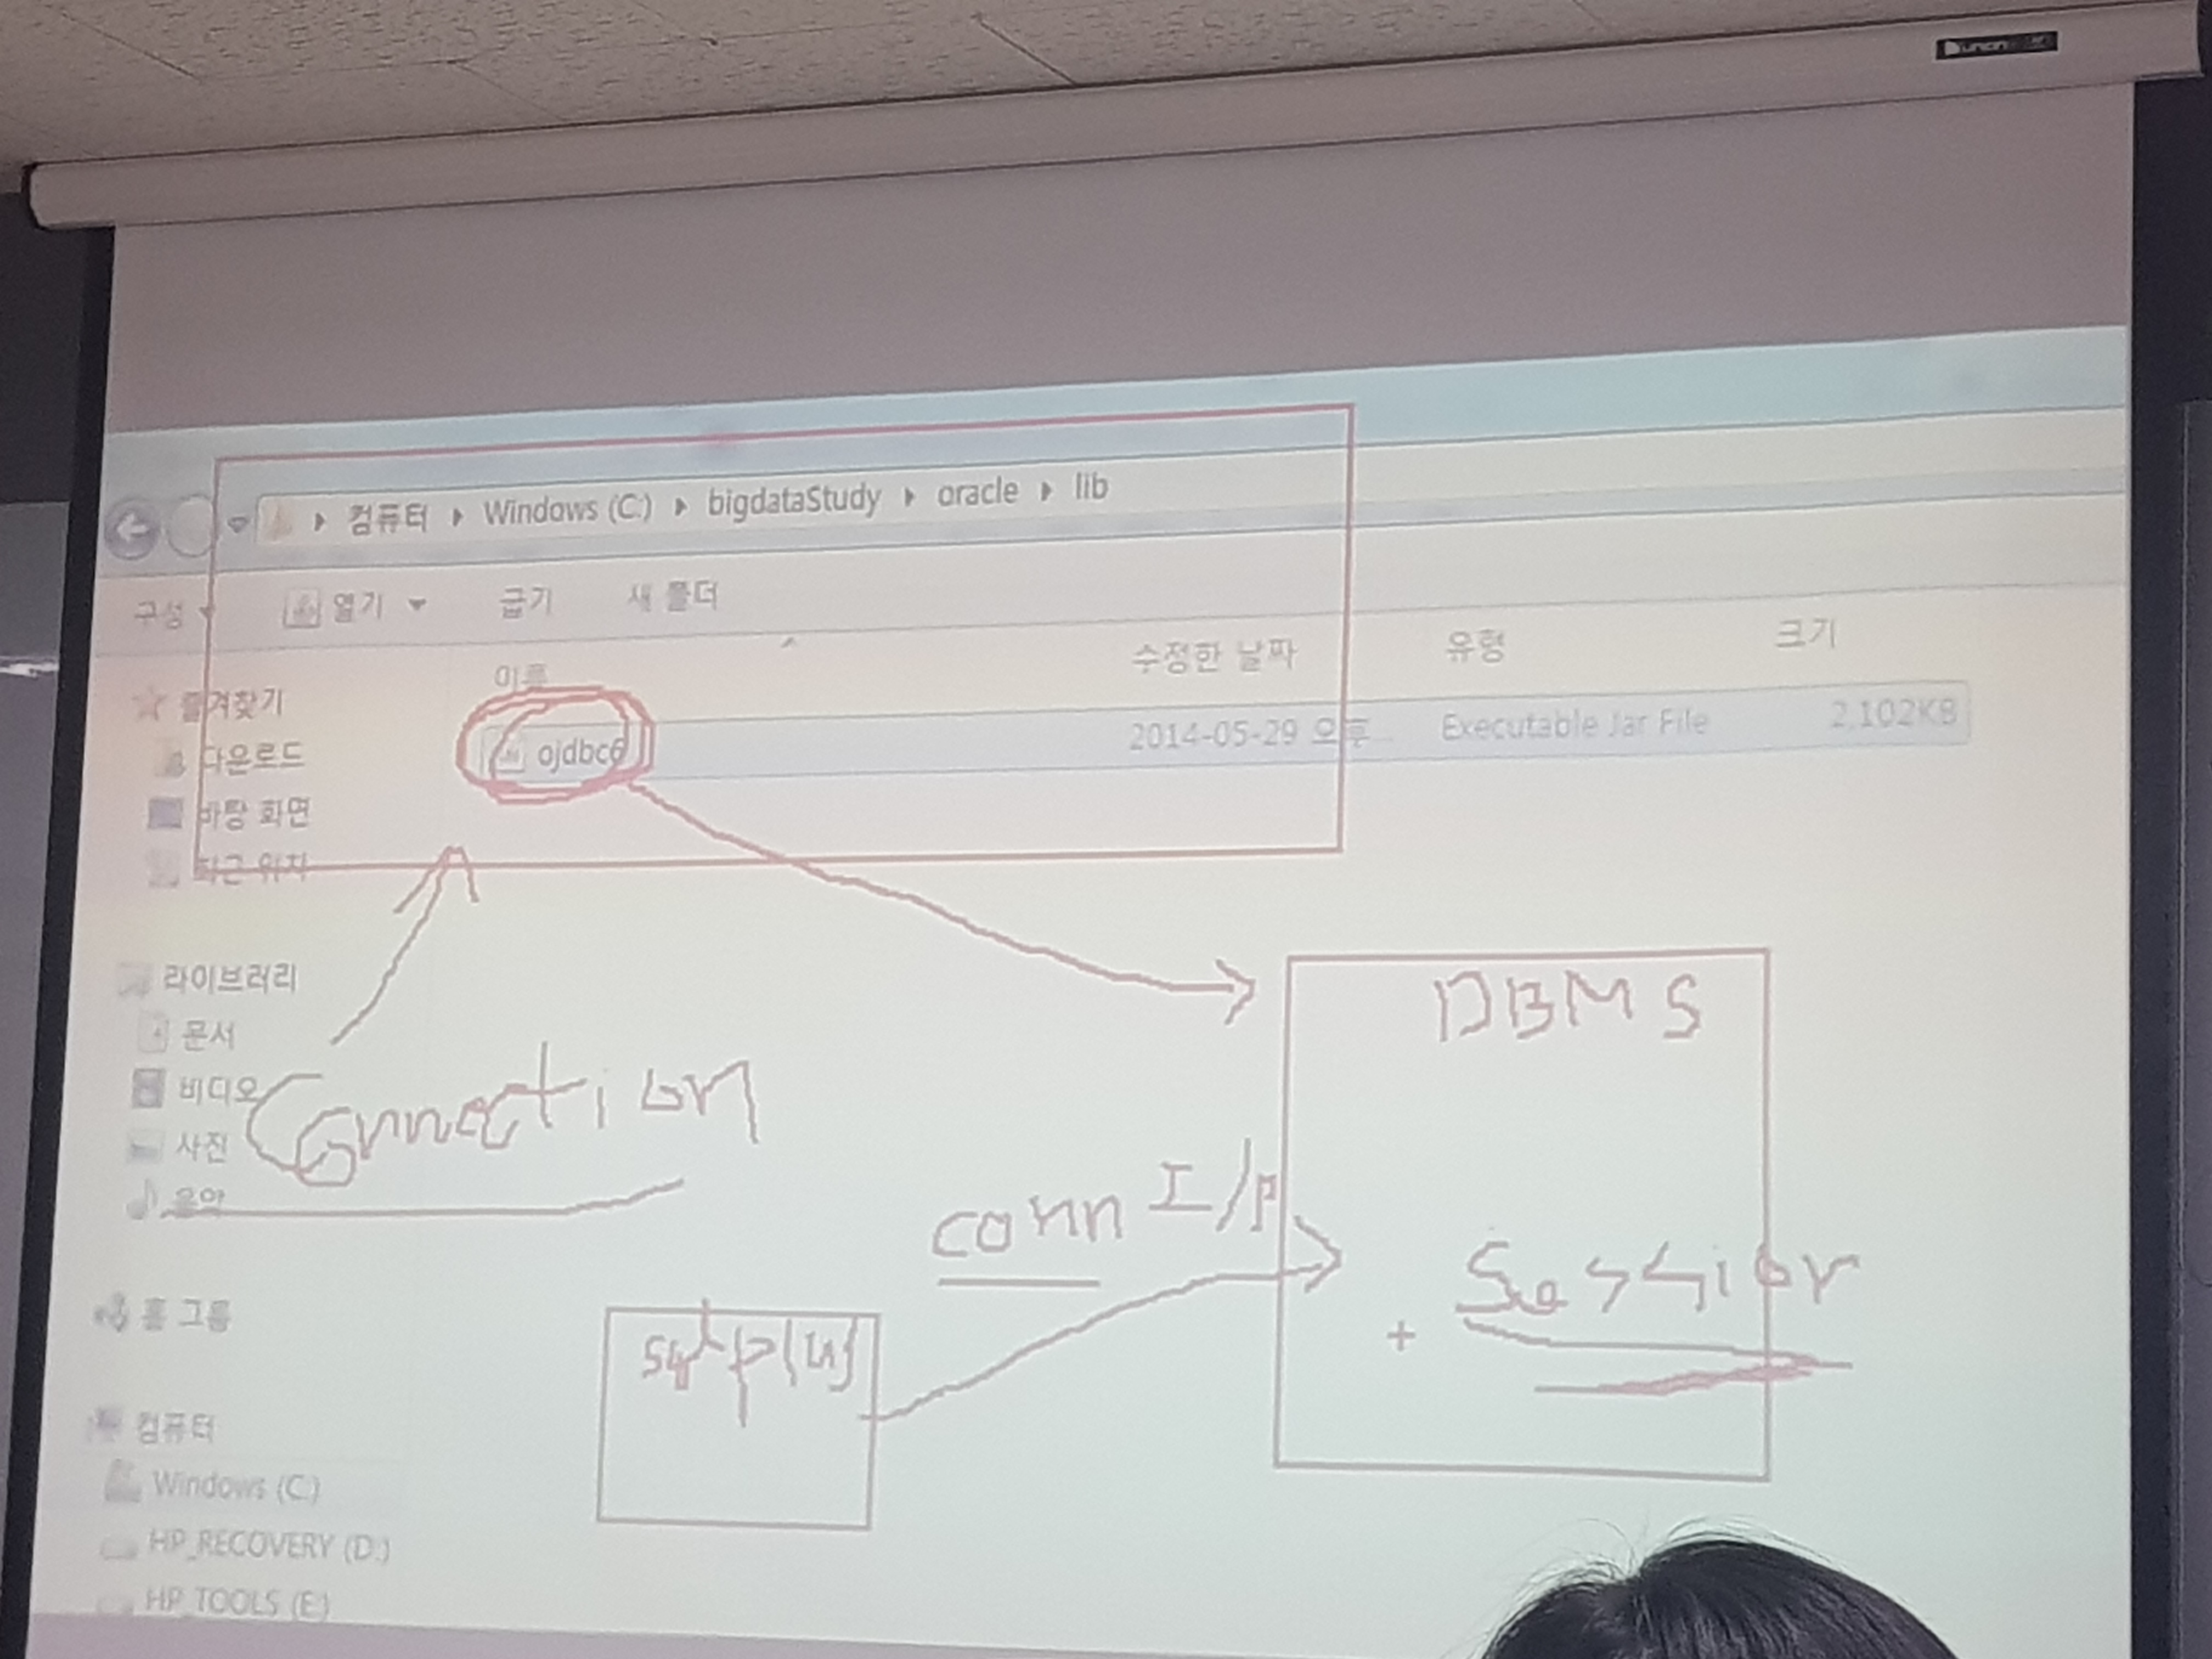 컴퓨터 ▸ Windows (C:) ▸ bigdataStudy ▸ oracle ▸ lib
구성 열기 굽기 새 폴더
이름 수정한 날짜 유형 크기
ojdbc6 2014-05-29 오후... Executable Jar File 2,102KB
즐겨찾기
다운로드
바탕 화면
최근 위치
라이브러리
문서
비디오
사진
음악
홈 그룹
컴퓨터
Windows (C:)
HP_RECOVERY (D:)
HP_TOOLS (E:)
Connection
DBMS
conn I/P
sqlplus
+ Session